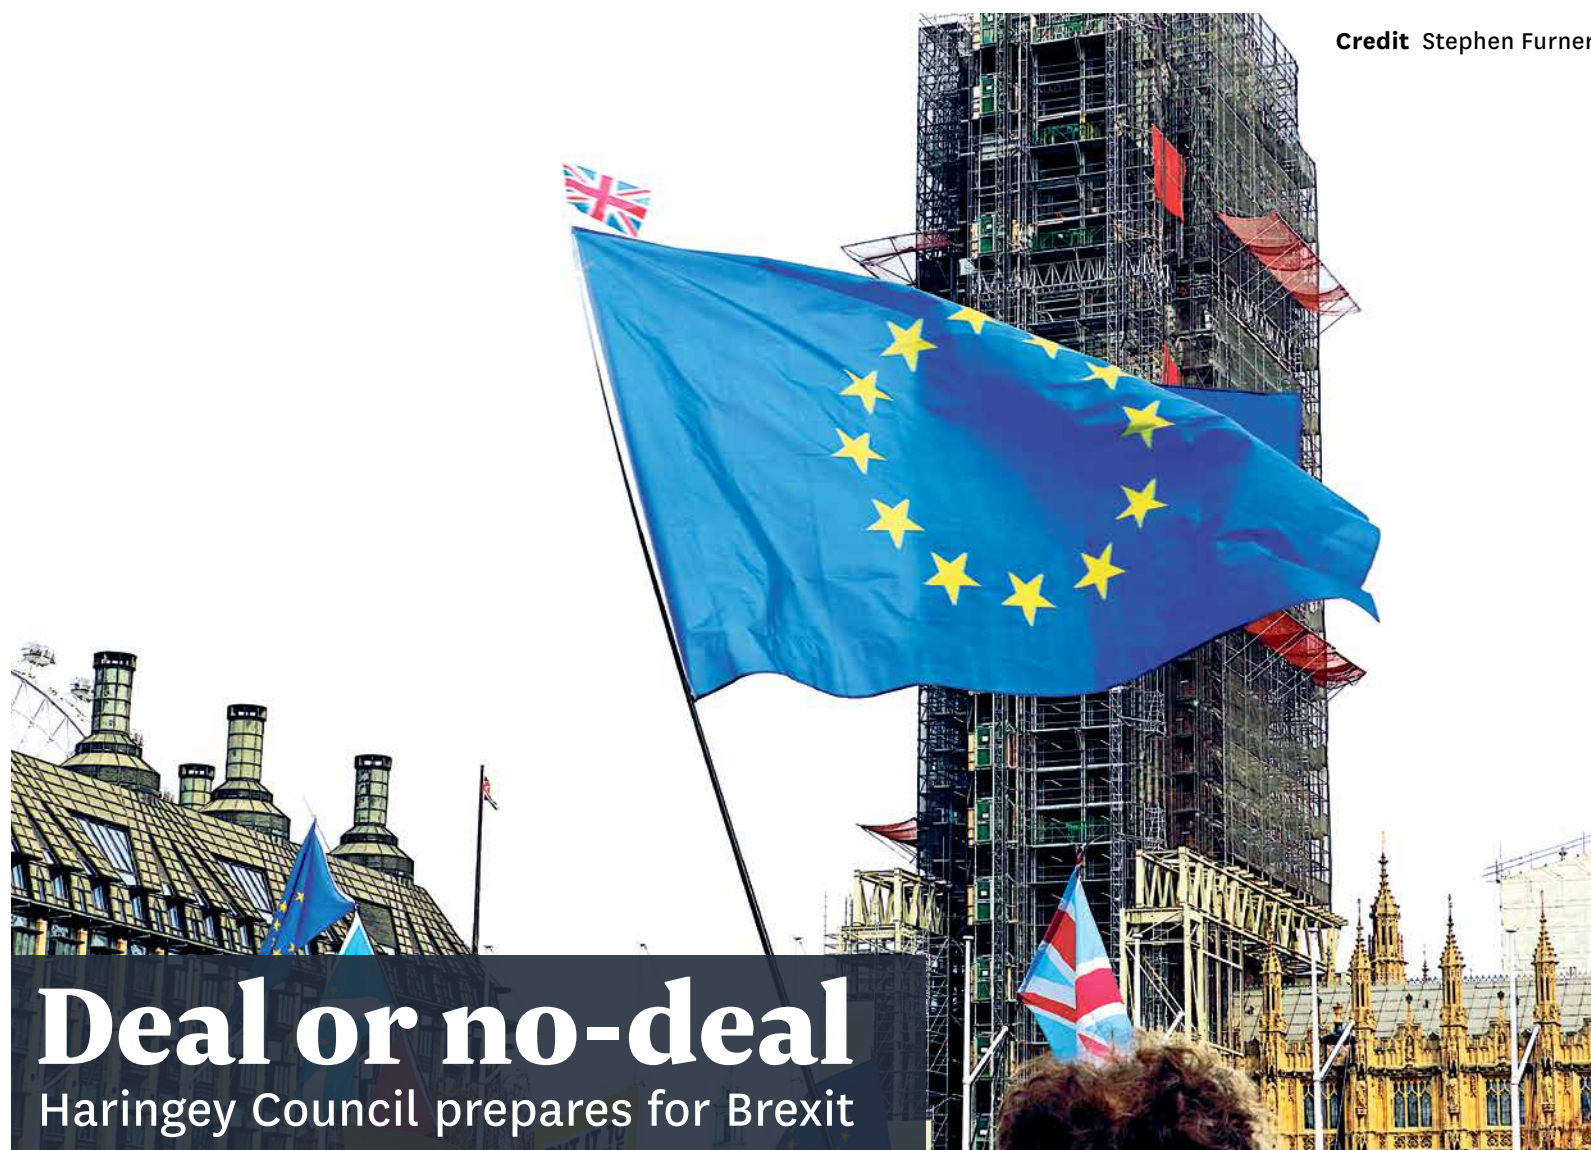 Credit Stephen Furner
Deal or no-deal
Haringey Council prepares for Brexit